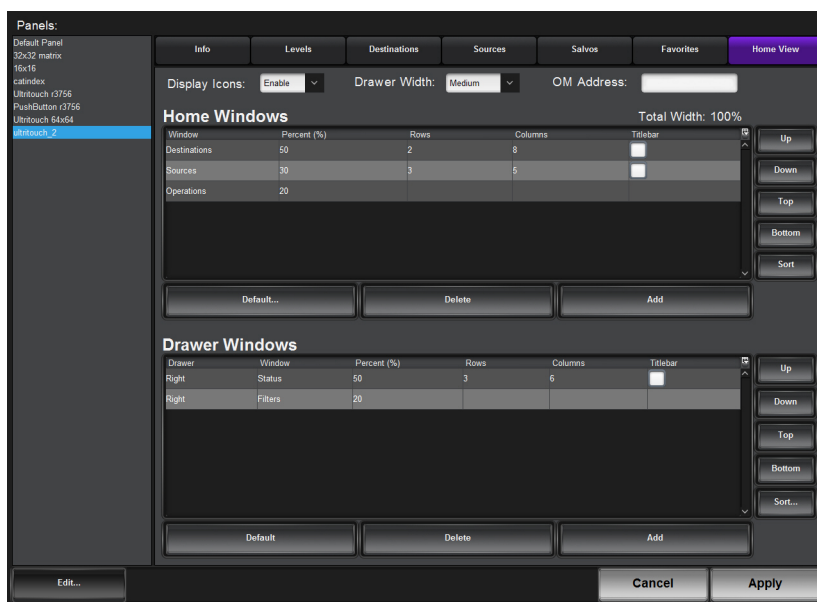 Panels:
Default Panel
32x32 matrix
16x16
catindex
Ultritouch r3756
PushButton r3756
Ultritouch 64x64
ultritouch_2
Info Levels Destinations Sources Salvos Favorites Home View
Display Icons: Enable Drawer Width: Medium OM Address:
Home Windows Total Width: 100%
Window Percent (%) Rows Columns Titlebar
Destinations 50 2 8
Sources 30 3 5
Operations 20
Up
Down
Top
Bottom
Sort
Default... Delete Add
Drawer Windows
Drawer Window Percent (%) Rows Columns Titlebar
Right Status 50 3 6
Right Filters 20
Up
Down
Top
Bottom
Sort...
Default Delete Add
Edit... Cancel Apply